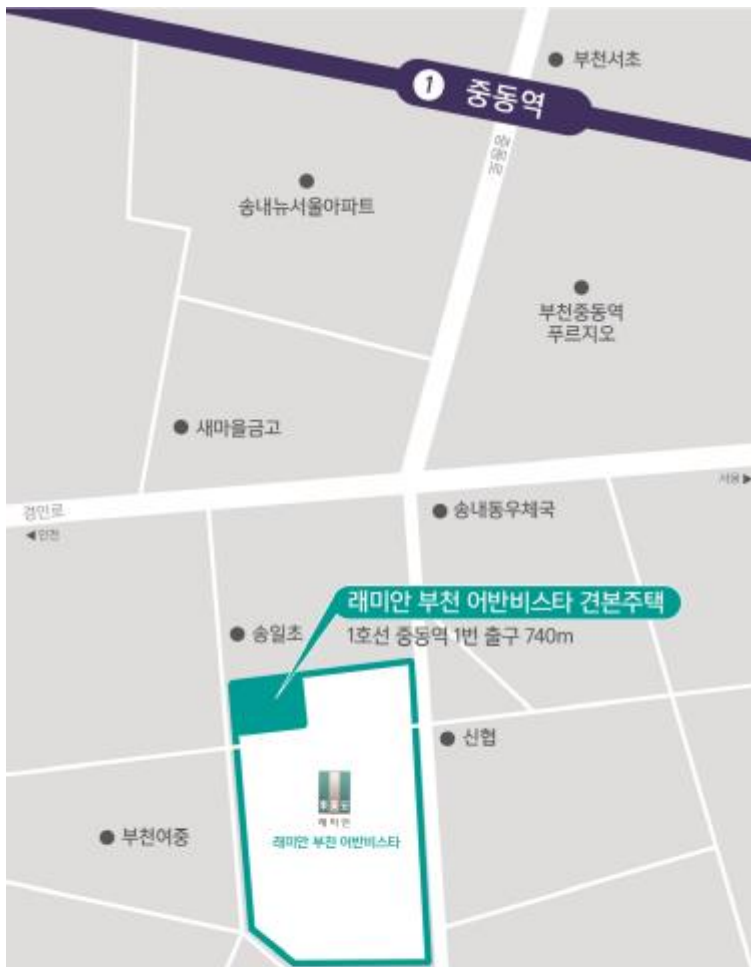 부천서초
1 중동역
중동로
송내뉴서울아파트
부천중동역
푸르지오
새마을금고
서울 ▶
경인로
◀ 인천
송내동우체국
래미안 부천 어반비스타 견본주택
송일초
1호선 중동역 1번 출구 740m
신협
래미안
부천여중
래미안 부천 어반비스타